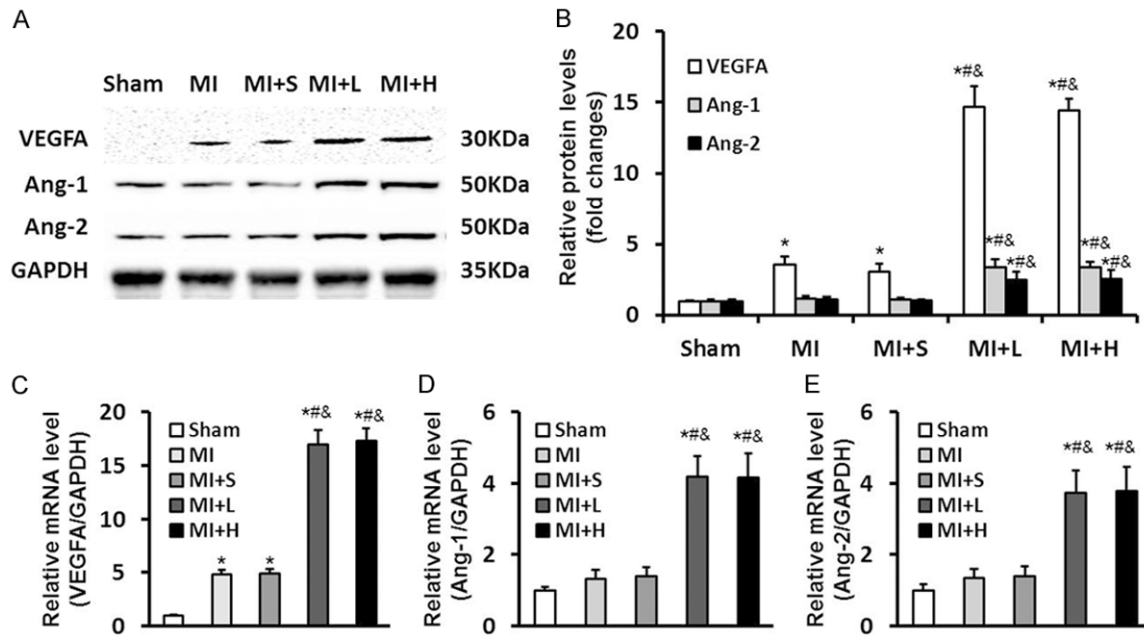 A
Sham MI MI+S MI+L MI+H
VEGFA 30KDa
Ang-1 50KDa
Ang-2 50KDa
GAPDH 35KDa
B
Relative protein levels
(fold changes)
20
15
10
5
0
VEGFA
Ang-1
Ang-2
*
*
*#&
*#&
*#&
*#&
*#&
*#&
Sham MI MI+S MI+L MI+H
C
Relative mRNA level
(VEGFA/GAPDH)
20
15
10
5
0
Sham
MI
MI+S
MI+L
MI+H
*
*
*#&
*#&
D
Relative mRNA level
(Ang-1/GAPDH)
6
4
2
0
Sham
MI
MI+S
MI+L
MI+H
*#&
*#&
E
Relative mRNA level
(Ang-2/GAPDH)
6
4
2
0
Sham
MI
MI+S
MI+L
MI+H
*#&
*#&